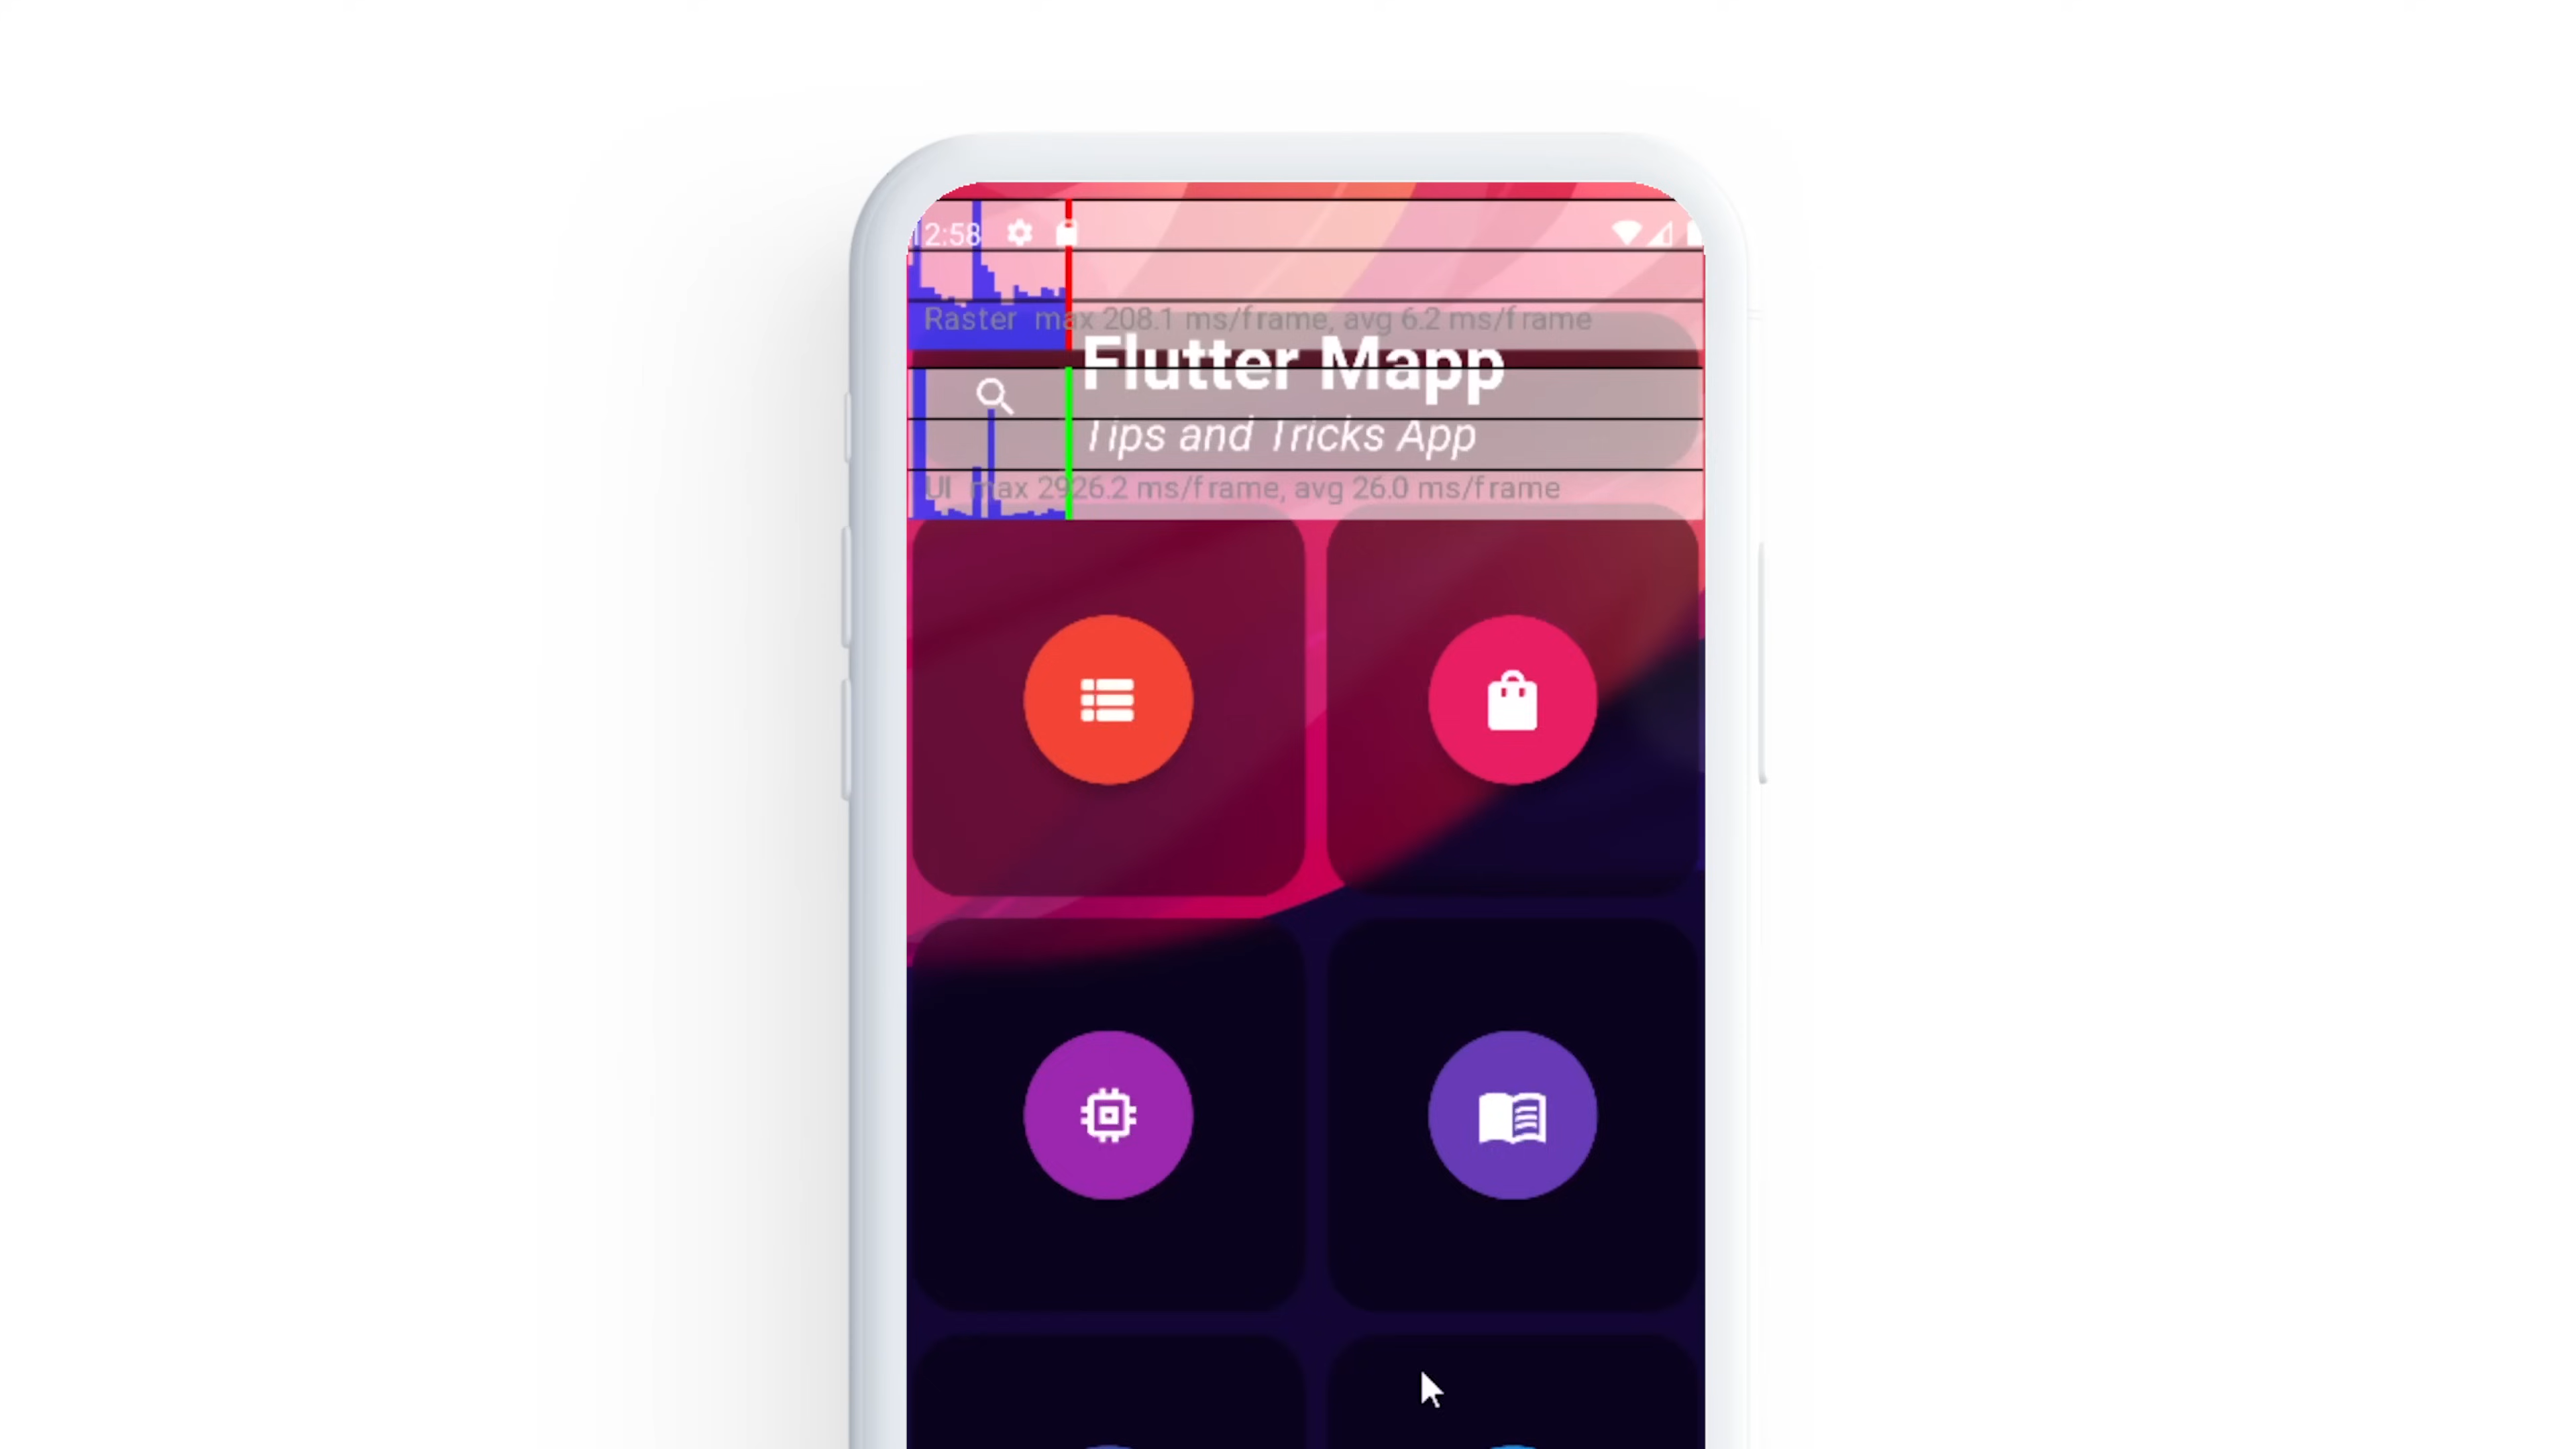 12:58
Raster max 208.1 ms/frame, avg 6.2 ms/frame
Flutter Mapp
Tips and Tricks App
UI max 2926.2 ms/frame, avg 26.0 ms/frame